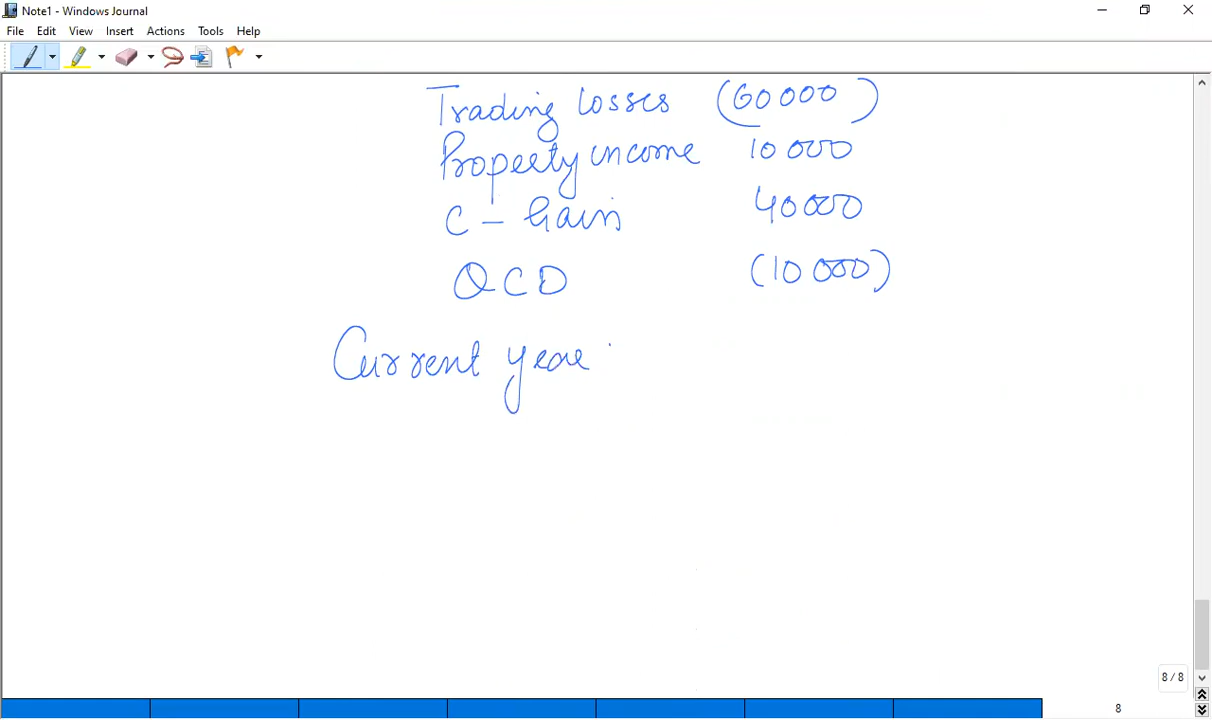 Note1 - Windows Journal
File Edit View Insert Actions Tools Help
Trading losses (60000)
Property income 10000
C - Gain 40000
QCD (10000)
Current year
8 / 8
8